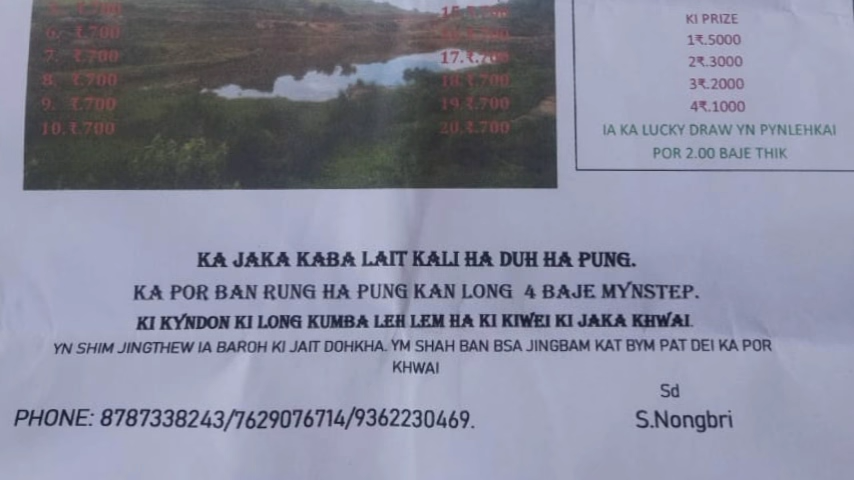 6. ₹.700
7. ₹.700
8. ₹.700
9. ₹.700
10.₹.700
15.₹.700
17.₹.700
18.₹.700
19.₹.700
20.₹.700
KI PRIZE
1₹.5000
2₹.3000
3₹.2000
4₹.1000
IA KA LUCKY DRAW YN PYNLEHKAI
POR 2.00 BAJE THIK
KA JAKA KABA LAIT KALI HA DUH HA PUNG.
KA POR BAN RUNG HA PUNG KAN LONG 4 BAJE MYNSTEP.
KI KYNDON KI LONG KUMBA LEH LEM HA KI KIWEI KI JAKA KHWAI.
YN SHIM JINGTHEW IA BAROH KI JAIT DOHKHA. YM SHAH BAN BSA JINGBAM KAT BYM PAT DEI KA POR
KHWAI
Sd
PHONE: 8787338243/7629076714/9362230469.
S.Nongbri